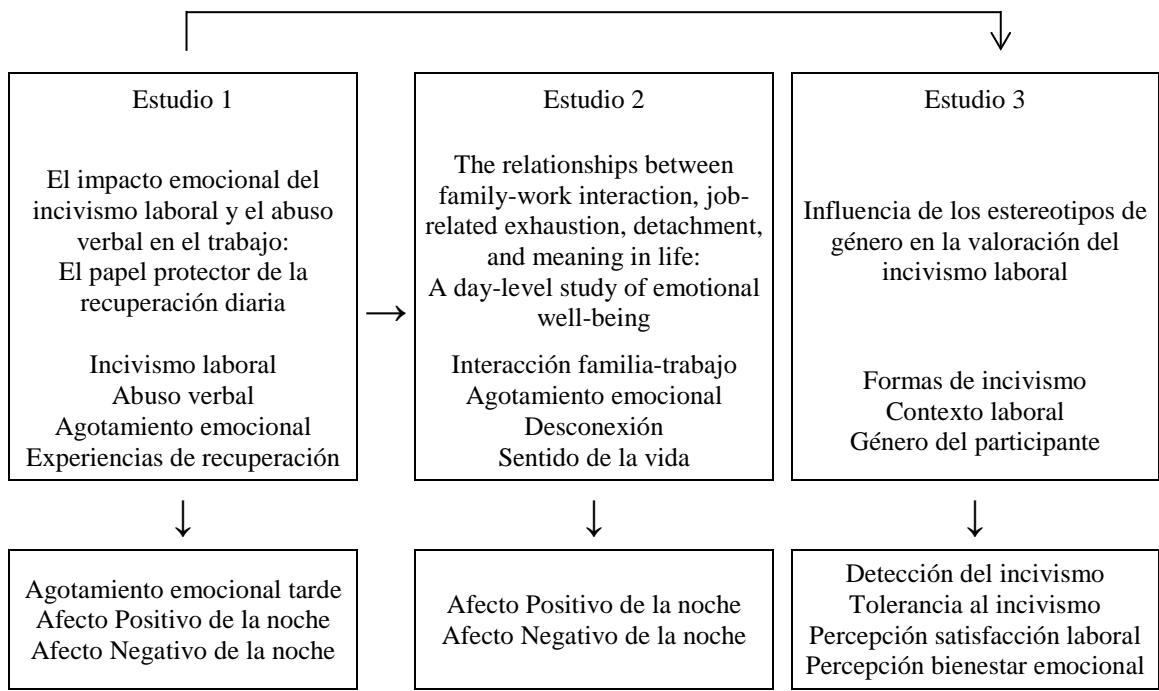 Estudio 1
El impacto emocional del
incivismo laboral y el abuso
verbal en el trabajo:
El papel protector de la
recuperación diaria
Incivismo laboral
Abuso verbal
Agotamiento emocional
Experiencias de recuperación
Estudio 2
The relationships between
family-work interaction, job-
related exhaustion, detachment,
and meaning in life:
A day-level study of emotional
well-being
Interacción familia-trabajo
Agotamiento emocional
Desconexión
Sentido de la vida
Estudio 3
Influencia de los estereotipos de
género en la valoración del
incivismo laboral
Formas de incivismo
Contexto laboral
Género del participante
Agotamiento emocional tarde
Afecto Positivo de la noche
Afecto Negativo de la noche
Afecto Positivo de la noche
Afecto Negativo de la noche
Detección del incivismo
Tolerancia al incivismo
Percepción satisfacción laboral
Percepción bienestar emocional